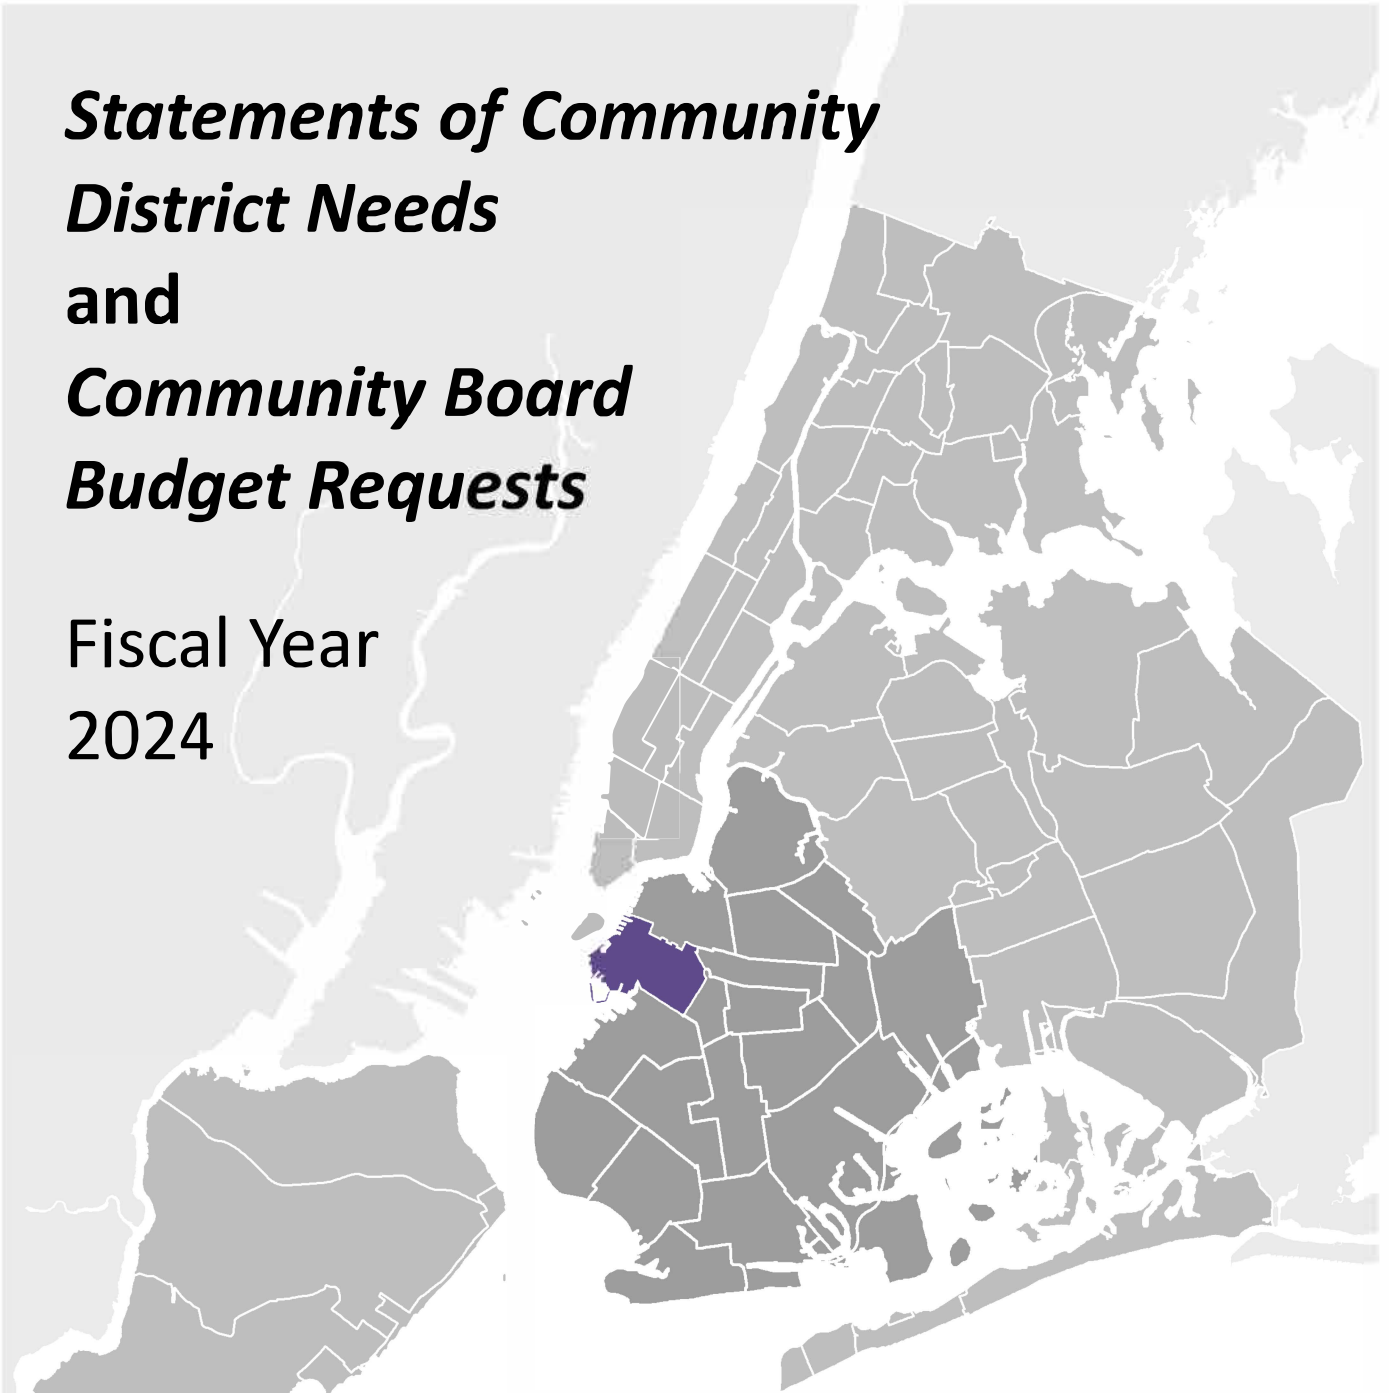 Statements of Community
District Needs
and
Community Board
Budget Requests
Fiscal Year
2024